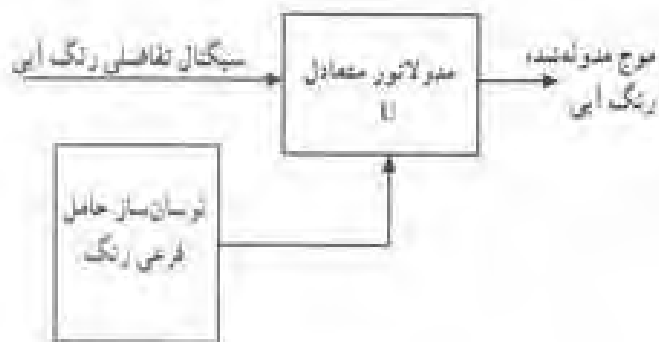 سیگنال تفاضلی رنگ آبی
مدولاتور متعادل
U
موج مدوله‌شده
رنگ آبی
نوسان‌ساز حامل
فرعی رنگ